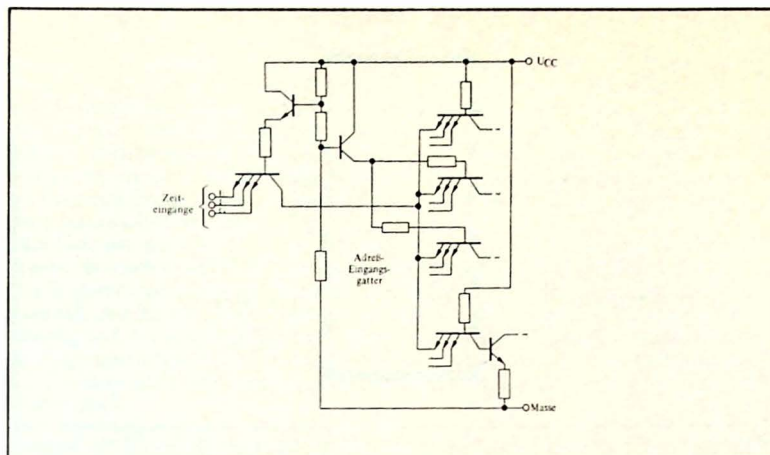 UCC
Zeit-
eingänge
Adreß-
Eingangs-
gatter
Masse